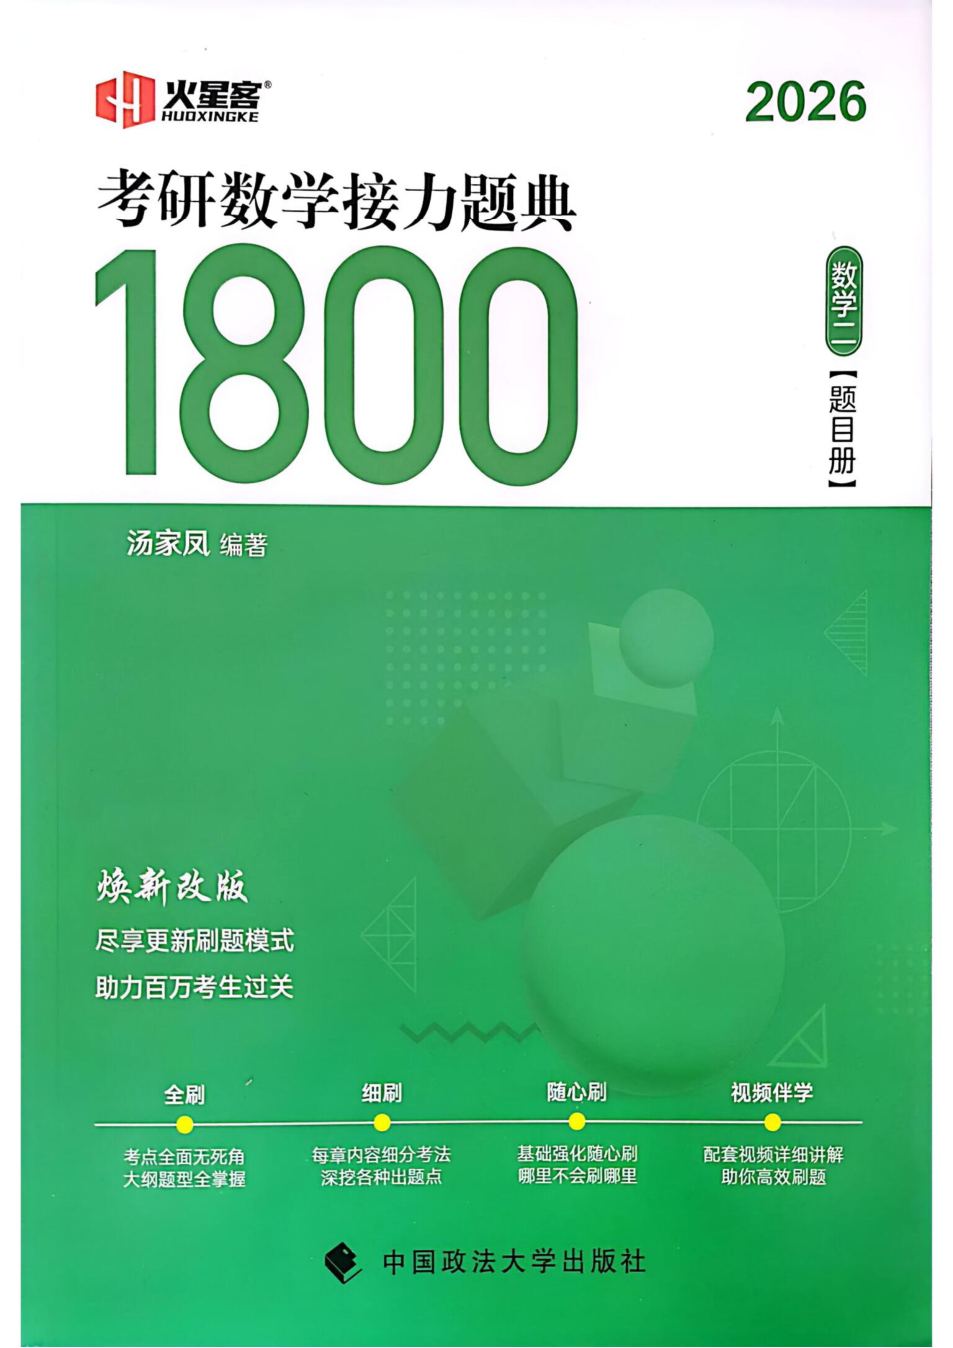 火星客®
HUOXINGKE
2026
考研数学接力题典
1800
数学二
【题目册】
汤家凤 编著
焕新改版
尽享更新刷题模式
助力百万考生过关
全刷
考点全面无死角
大纲题型全掌握
细刷
每章内容细分考法
深挖各种出题点
随心刷
基础强化随心刷
哪里不会刷哪里
视频伴学
配套视频详细讲解
助你高效刷题
中国政法大学出版社